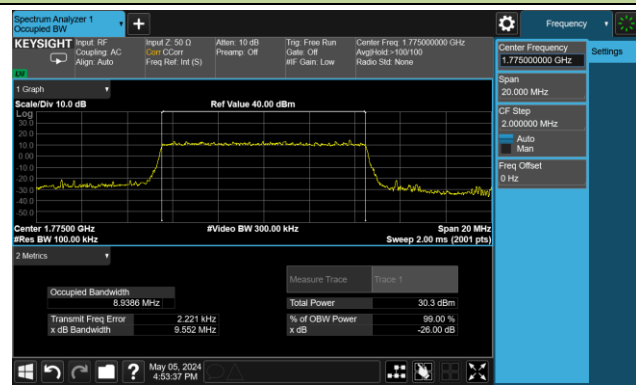 Spectrum Analyzer 1
Occupied BW
+
Frequency
KEYSIGHT
Input: RF
Coupling: AC
Align: Auto
Input Z: 50 Ω
Corr CCorr
Freq Ref: Int (S)
Atten: 10 dB
Preamp: Off
Trig: Free Run
Gate: Off
#IF Gain: Low
Center Freq: 1.775000000 GHz
Avg|Hold:>100/100
Radio Std: None
LVI
Center Frequency
1.775000000 GHz
Settings
Span
20.000 MHz
CF Step
2.000000 MHz
Auto
Man
Freq Offset
0 Hz
1 Graph
Scale/Div 10.0 dB
Ref Value 40.00 dBm
Log
30.0
20.0
10.0
0.00
-10.0
-20.0
-30.0
-40.0
-50.0
Center 1.77500 GHz
#Video BW 300.00 kHz
Span 20 MHz
#Res BW 100.00 kHz
Sweep 2.00 ms (2001 pts)
2 Metrics
Measure Trace
Trace 1
Occupied Bandwidth
8.9386 MHz
Total Power
30.3 dBm
Transmit Freq Error
2.221 kHz
% of OBW Power
99.00 %
x dB Bandwidth
9.552 MHz
x dB
-26.00 dB
?
May 05, 2024
4:53:37 PM